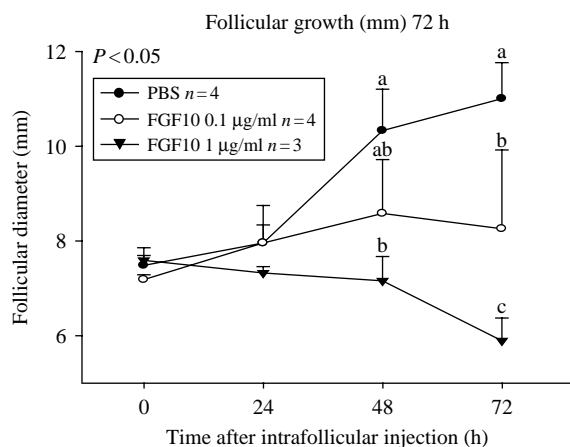 Follicular growth (mm) 72 h
12
P < 0.05
a
a
PBS n = 4
FGF10 0.1 µg/ml n = 4
FGF10 1 µg/ml n = 3
10
ab
b
8
b
6
c
Follicular diameter (mm)
0
24
48
72
Time after intrafollicular injection (h)